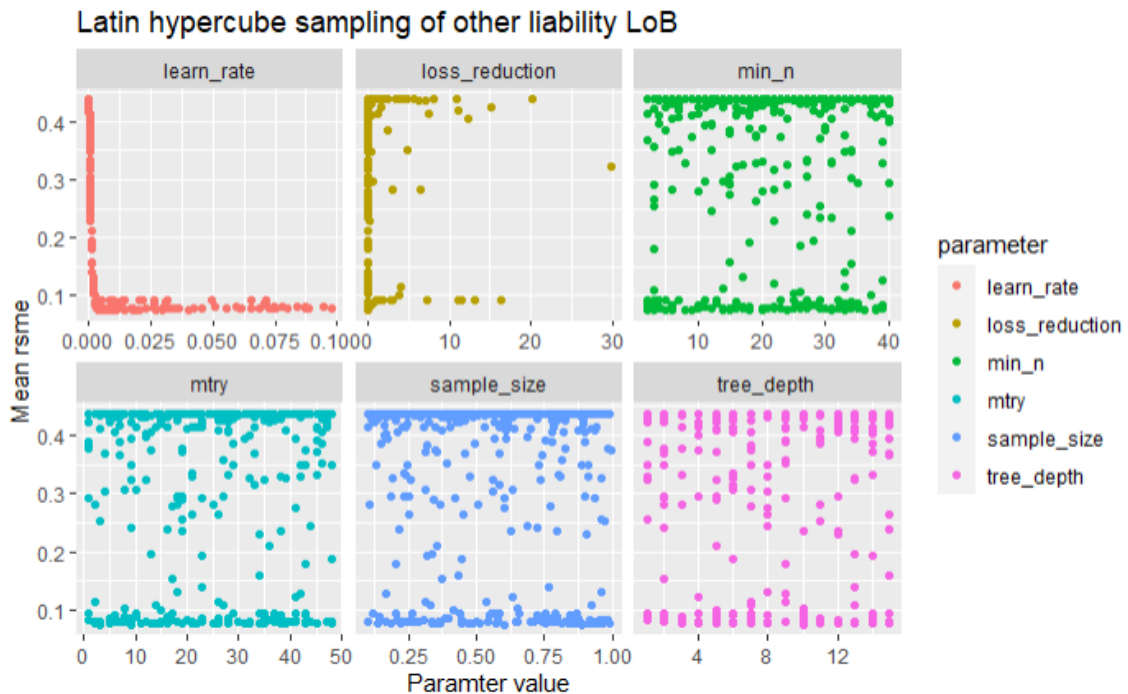 Latin hypercube sampling of other liability LoB
learn_rate loss_reduction min_n
0.4
0.3
0.2
0.1
0.000 0.025 0.050 0.075 0.100 10 20 30 0 10 20 30 40
mtry sample_size tree_depth
0.4
0.3
0.2
0.1
0 10 20 30 40 50 0.25 0.50 0.75 1.00 4 8 12
Mean rsme
Paramter value
parameter
learn_rate
loss_reduction
min_n
mtry
sample_size
tree_depth